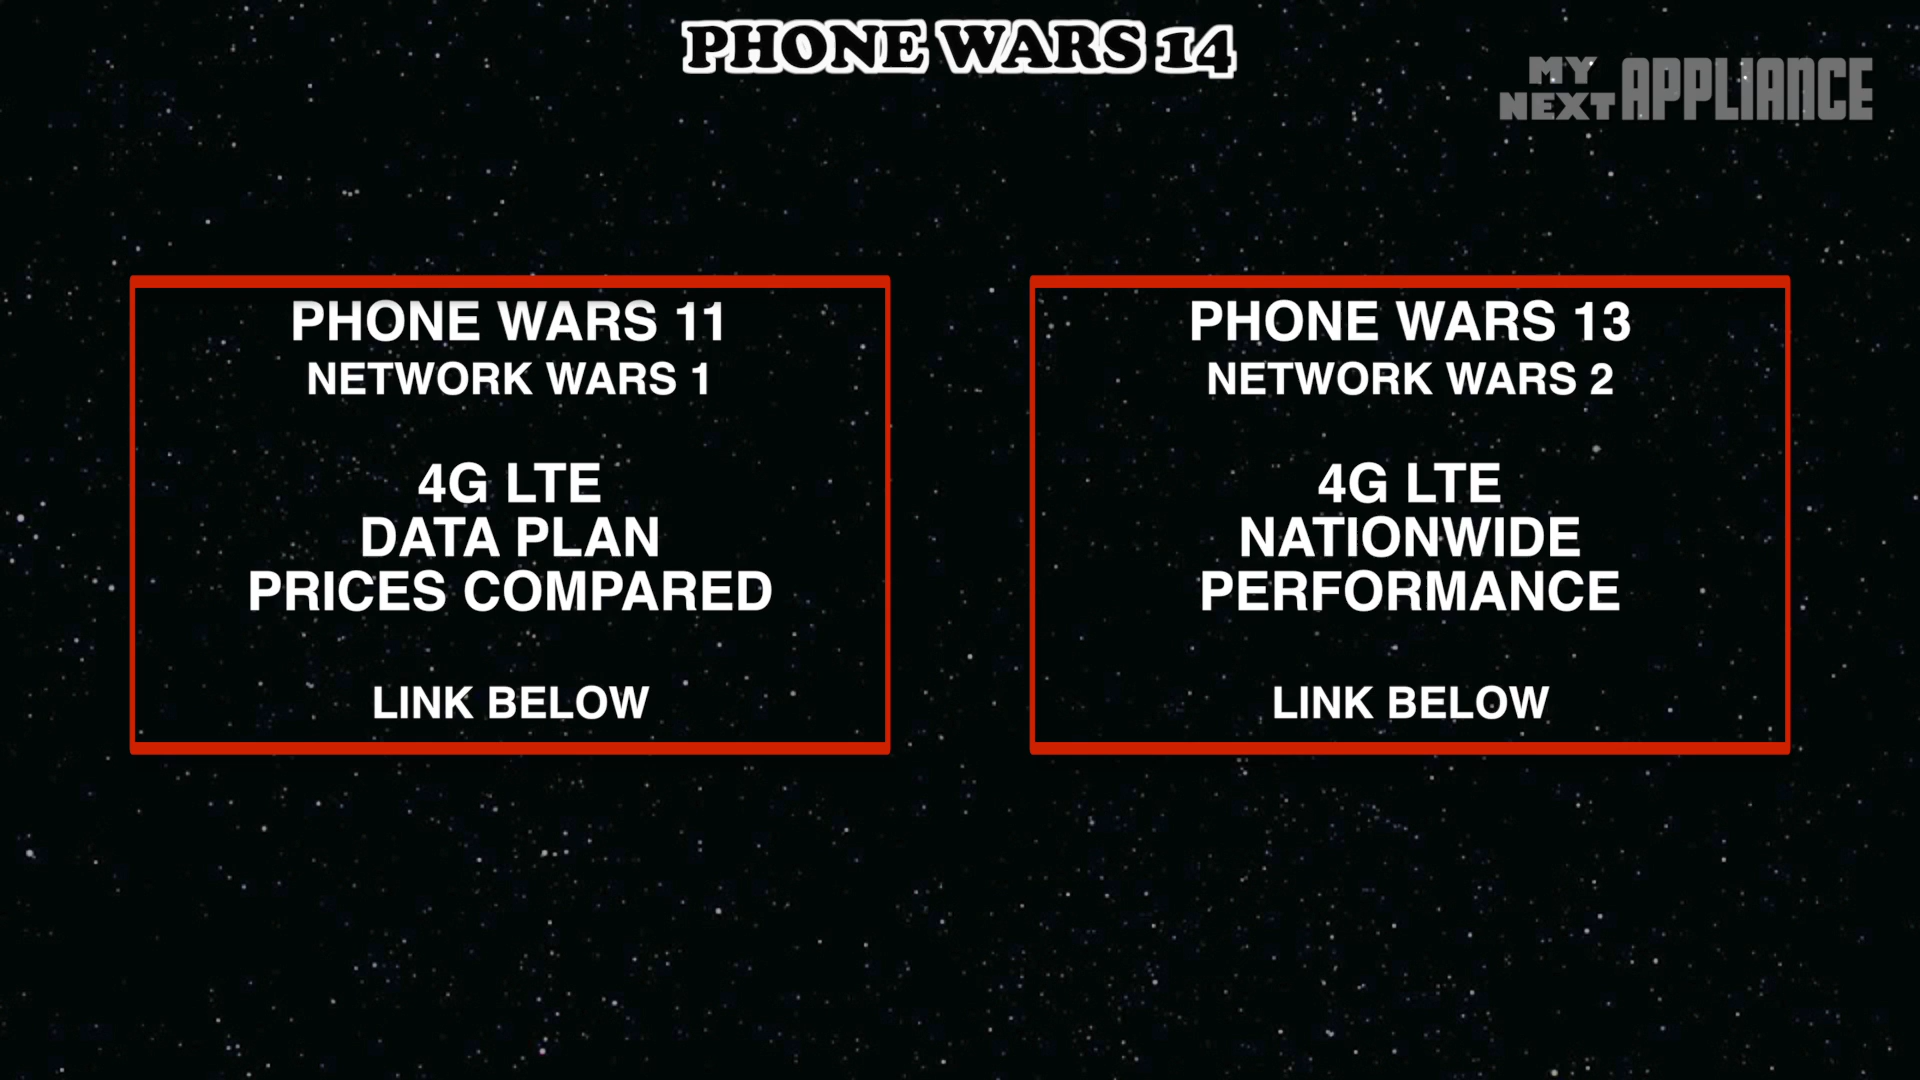 PHONE WARS 14
MY
NEXT APPLIANCE
PHONE WARS 11
NETWORK WARS 1
4G LTE
DATA PLAN
PRICES COMPARED
LINK BELOW
PHONE WARS 13
NETWORK WARS 2
4G LTE
NATIONWIDE
PERFORMANCE
LINK BELOW